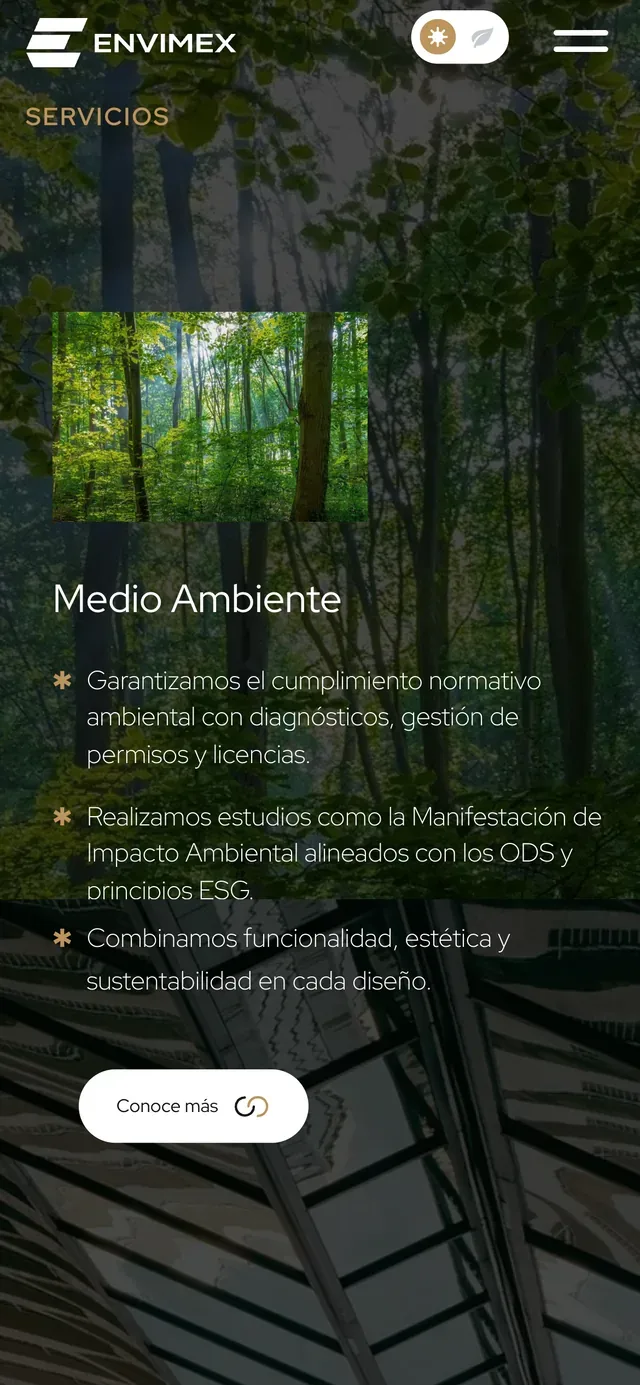 ENVIMEX
SERVICIOS
Medio Ambiente
Garantizamos el cumplimiento normativo
ambiental con diagnósticos, gestión de
permisos y licencias.
Realizamos estudios como la Manifestación de
Impacto Ambiental alineados con los ODS y
principios ESG.
Combinamos funcionalidad, estética y
sustentabilidad en cada diseño.
Conoce más